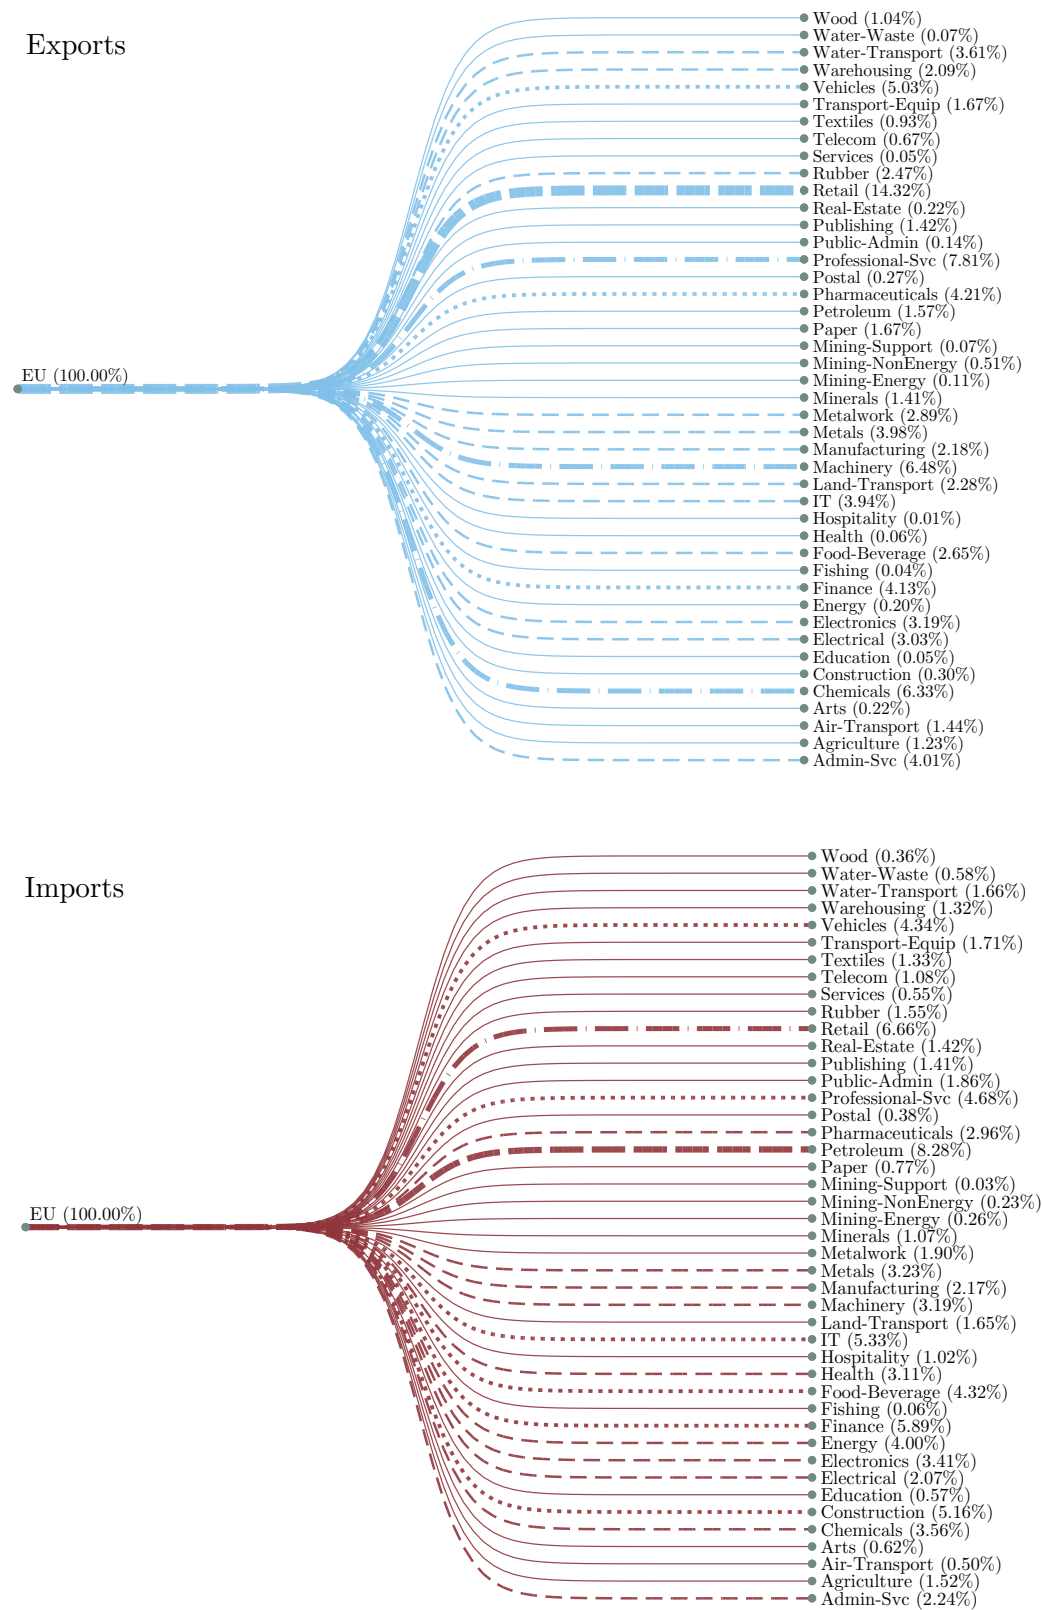 Exports
Wood (1.04%)
Water-Waste (0.07%)
Water-Transport (3.61%)
Warehousing (2.09%)
Vehicles (5.03%)
Transport-Equip (1.67%)
Textiles (0.93%)
Telecom (0.67%)
Services (0.05%)
Rubber (2.47%)
Retail (14.32%)
Real-Estate (0.22%)
Publishing (1.42%)
Public-Admin (0.14%)
Professional-Svc (7.81%)
Postal (0.27%)
Pharmaceuticals (4.21%)
Petroleum (1.57%)
Paper (1.67%)
Mining-Support (0.07%)
Mining-NonEnergy (0.51%)
EU (100.00%)
Mining-Energy (0.11%)
Minerals (1.41%)
Metalwork (2.89%)
Metals (3.98%)
Manufacturing (2.18%)
Machinery (6.48%)
Land-Transport (2.28%)
IT (3.94%)
Hospitality (0.01%)
Health (0.06%)
Food-Beverage (2.65%)
Fishing (0.04%)
Finance (4.13%)
Energy (0.20%)
Electronics (3.19%)
Electrical (3.03%)
Education (0.05%)
Construction (0.30%)
Chemicals (6.33%)
Arts (0.22%)
Air-Transport (1.44%)
Agriculture (1.23%)
Admin-Svc (4.01%)
Imports
Wood (0.36%)
Water-Waste (0.58%)
Water-Transport (1.66%)
Warehousing (1.32%)
Vehicles (4.34%)
Transport-Equip (1.71%)
Textiles (1.33%)
Telecom (1.08%)
Services (0.55%)
Rubber (1.55%)
Retail (6.66%)
Real-Estate (1.42%)
Publishing (1.41%)
Public-Admin (1.86%)
Professional-Svc (4.68%)
Postal (0.38%)
Pharmaceuticals (2.96%)
Petroleum (8.28%)
Paper (0.77%)
Mining-Support (0.03%)
Mining-NonEnergy (0.23%)
EU (100.00%)
Mining-Energy (0.26%)
Minerals (1.07%)
Metalwork (1.90%)
Metals (3.23%)
Manufacturing (2.17%)
Machinery (3.19%)
Land-Transport (1.65%)
IT (5.33%)
Hospitality (1.02%)
Health (3.11%)
Food-Beverage (4.32%)
Fishing (0.06%)
Finance (5.89%)
Energy (4.00%)
Electronics (3.41%)
Electrical (2.07%)
Education (0.57%)
Construction (5.16%)
Chemicals (3.56%)
Arts (0.62%)
Air-Transport (0.50%)
Agriculture (1.52%)
Admin-Svc (2.24%)